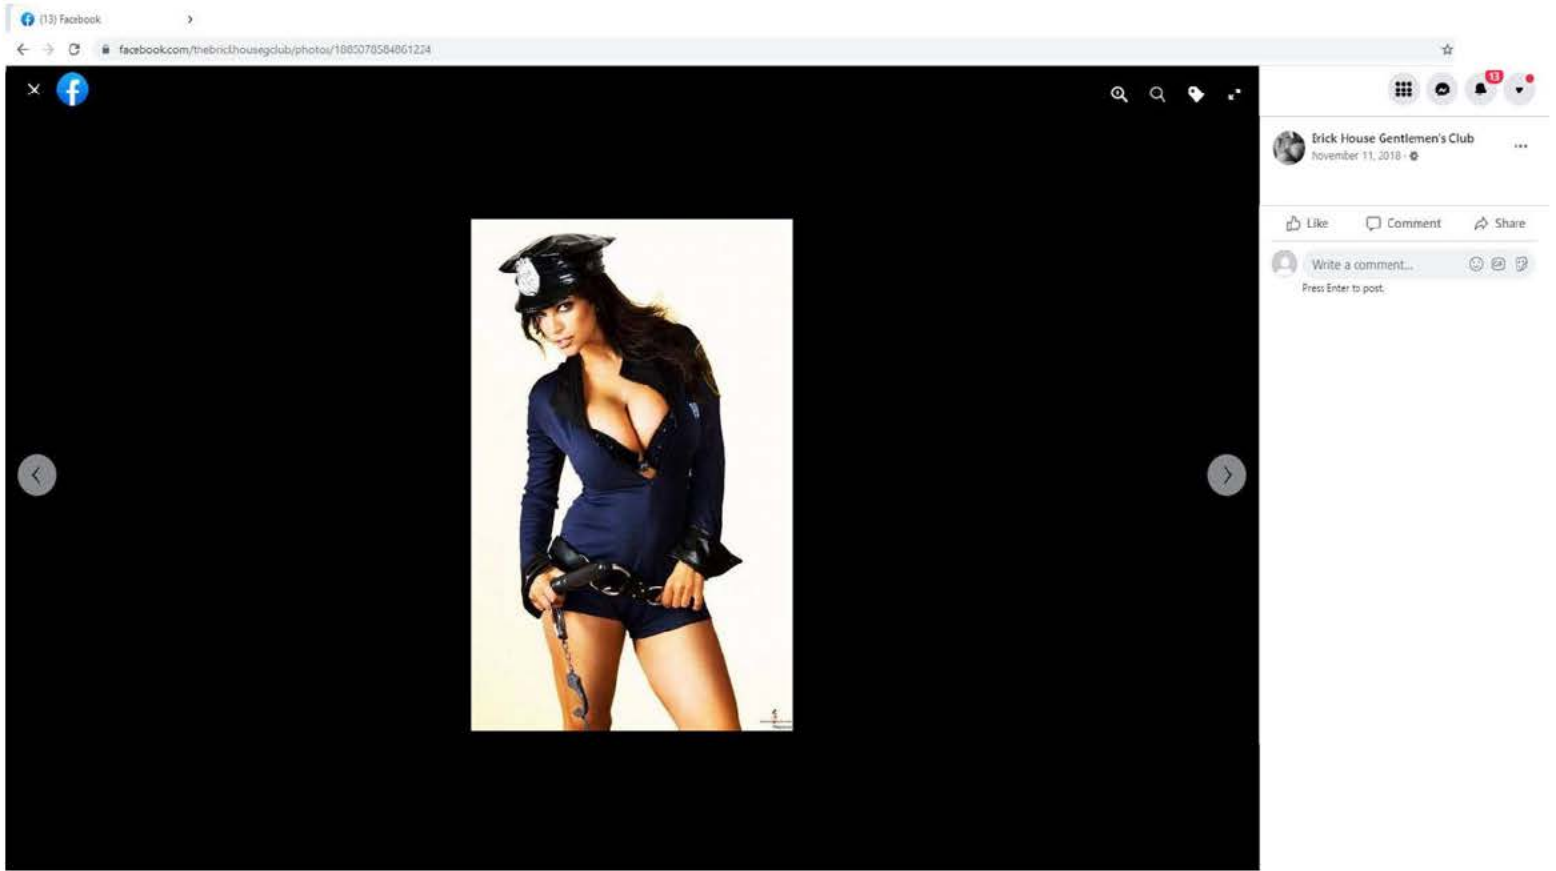 (13) Facebook
facebook.com/thebrickhousegclub/photos/1885078584861224
13
Brick House Gentlemen's Club
November 11, 2018
Like Comment Share
Write a comment...
Press Enter to post.